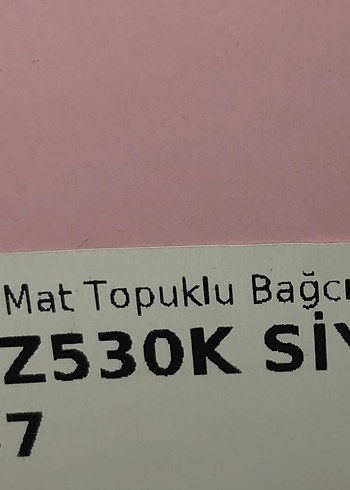 Mat Topuklu Bağcı
Z530K SİY
7